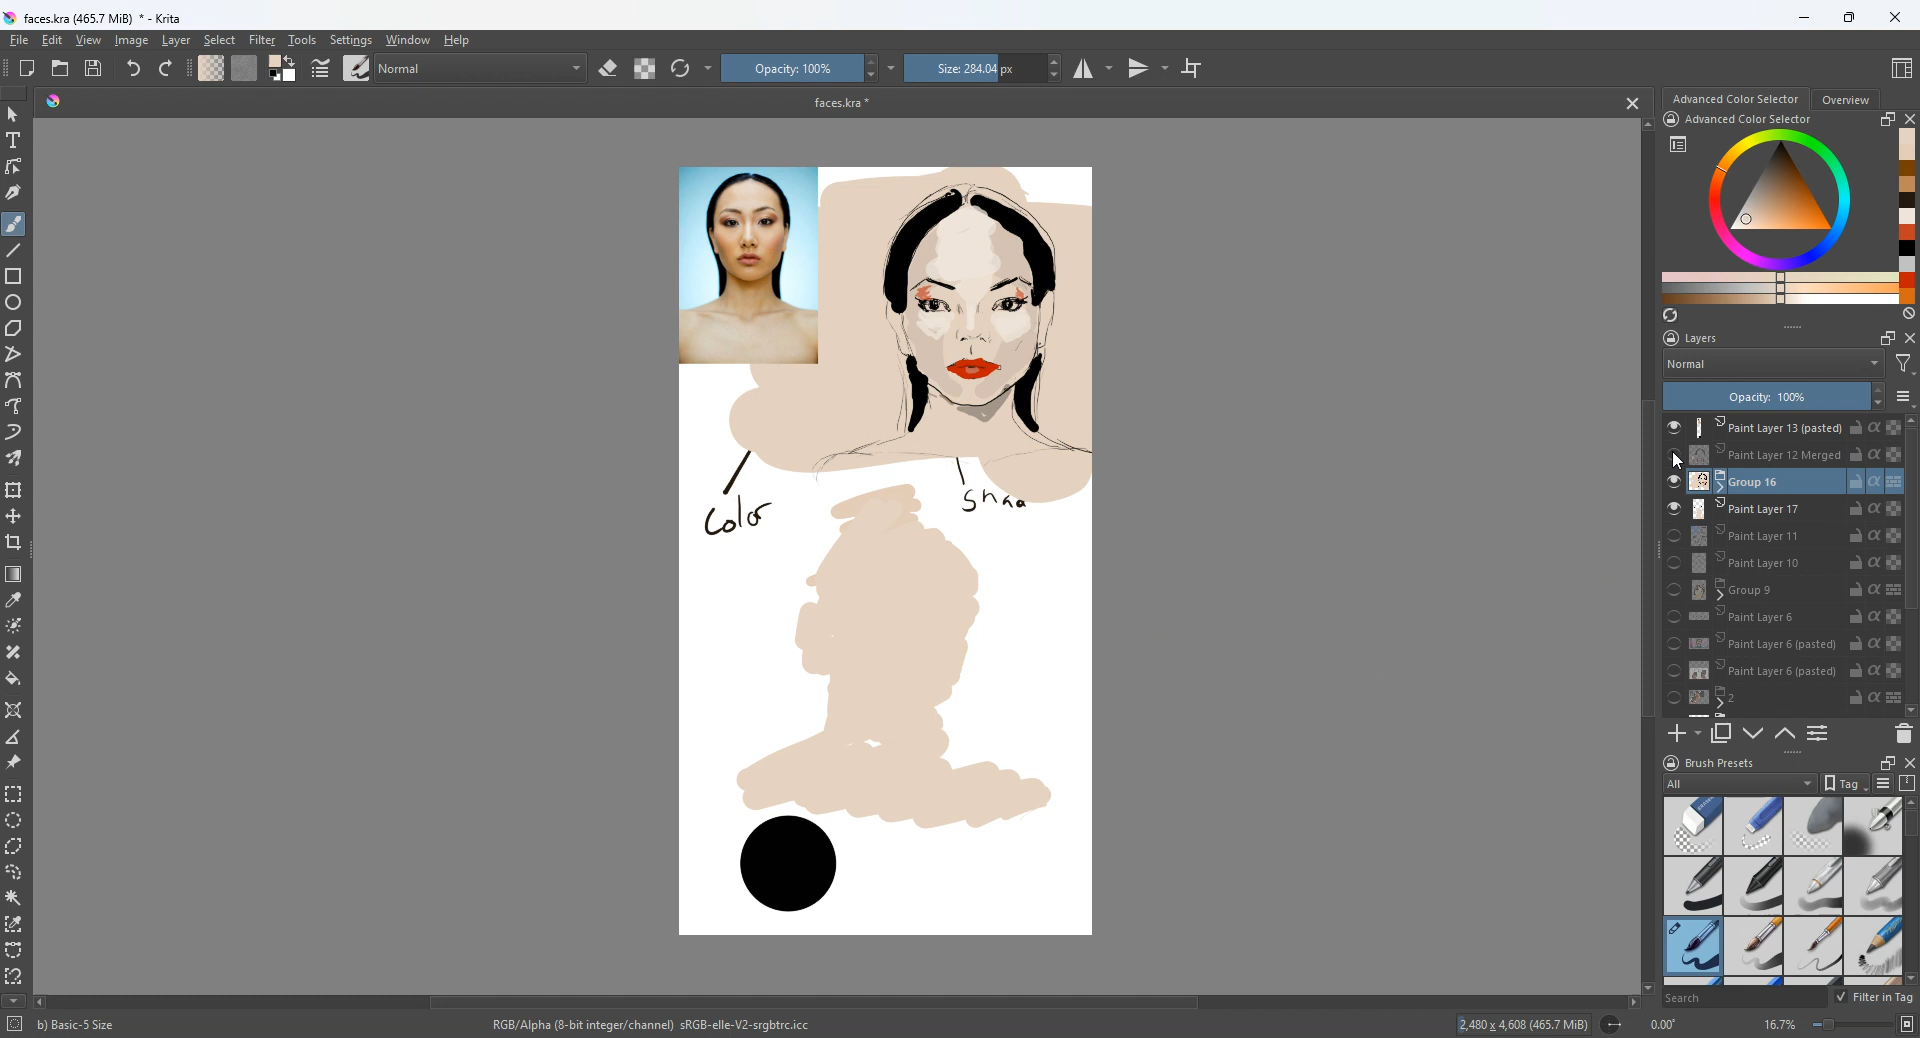 faces.kra (465.7 MiB) * - Krita
File Edit View Image Layer Select Filter Tools Settings Window Help
Normal
Opacity: 100%
Size: 284.04 px
faces.kra *
Advanced Color Selector
Overview
Advanced Color Selector
Layers
Normal
Opacity: 100%
Paint Layer 13 (pasted)
Paint Layer 12 Merged
Group 16
Paint Layer 17
Paint Layer 11
Paint Layer 10
Group 9
Paint Layer 6
Paint Layer 6 (pasted)
Paint Layer 6 (pasted)
2
Color
Brush Presets
All
Tag
Search
Filter in Tag
b) Basic-5 Size
RGB/Alpha (8-bit integer/channel) sRGB-elle-V2-srgbtrc.icc
2,480 x 4,608 (465.7 MiB)
0.00°
16.7%